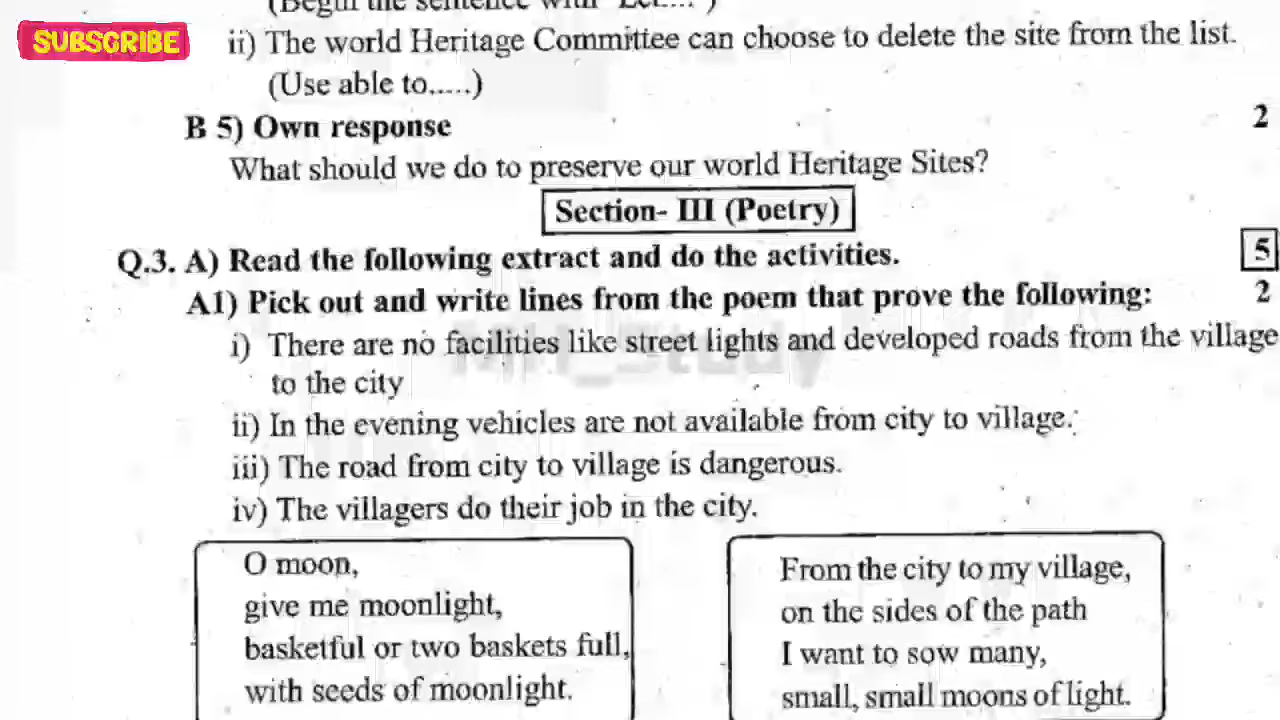 (Begin the sentence with "Let....")
SUBSCRIBE
ii) The world Heritage Committee can choose to delete the site from the list.
(Use able to.....)
B 5) Own response 2
What should we do to preserve our world Heritage Sites?
Section- III (Poetry)
Q.3. A) Read the following extract and do the activities. 5
A1) Pick out and write lines from the poem that prove the following: 2
i) There are no facilities like street lights and developed roads from the village
to the city
ii) In the evening vehicles are not available from city to village.
iii) The road from city to village is dangerous.
iv) The villagers do their job in the city.
O moon,
give me moonlight,
basketful or two baskets full,
with seeds of moonlight.
From the city to my village,
on the sides of the path
I want to sow many,
small, small moons of light.